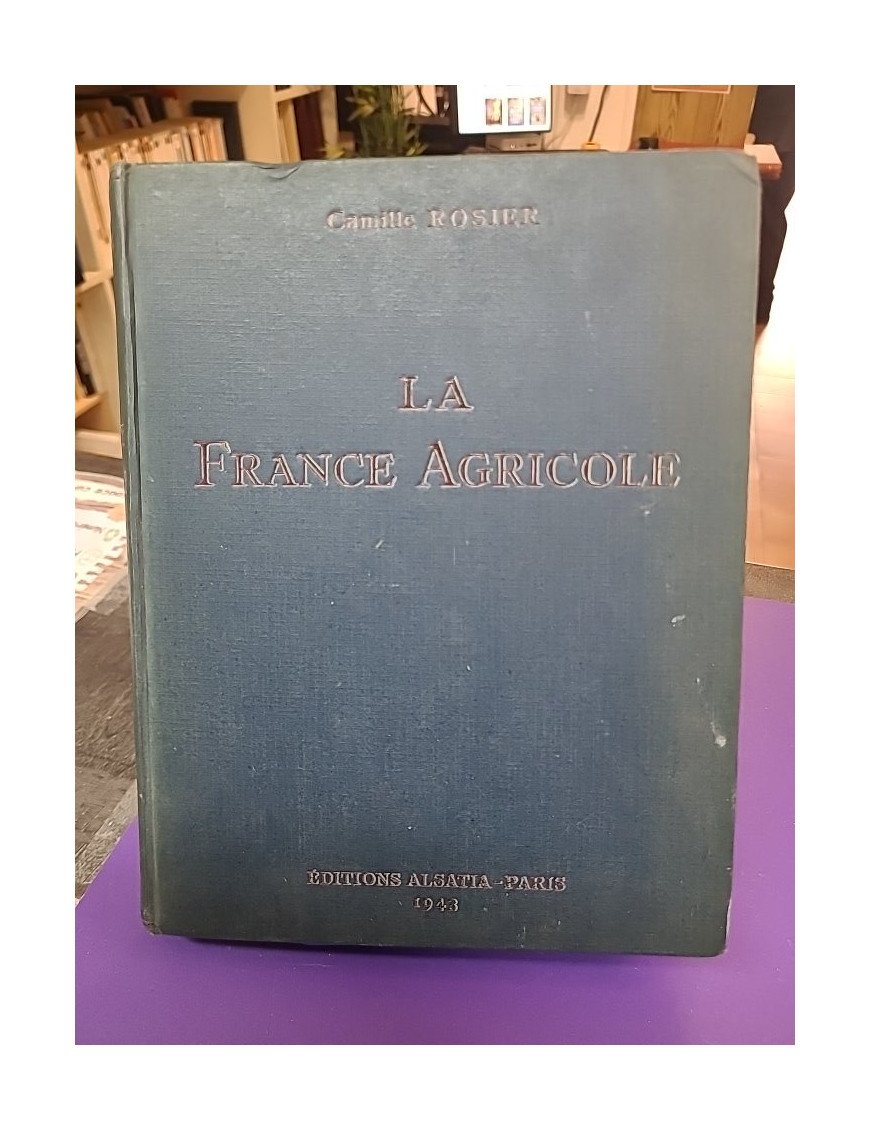 Camille ROSIER
LA
FRANCE AGRICOLE
ÉDITIONS ALSATIA-PARIS
1943